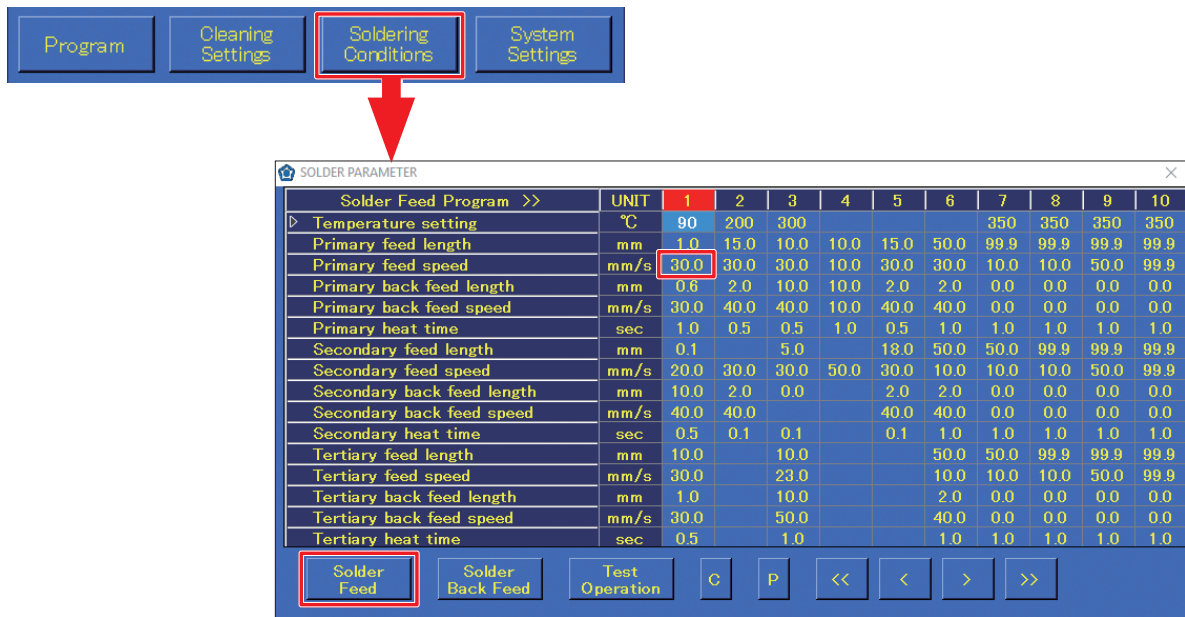 Program
Cleaning
Settings
Soldering
Conditions
System
Settings
SOLDER PARAMETER
Solder Feed Program >> UNIT 1 2 3 4 5 6 7 8 9 10
Temperature setting ℃ 90 200 300 350 350 350 350
Primary feed length mm 1.0 15.0 10.0 10.0 15.0 50.0 99.9 99.9 99.9 99.9
Primary feed speed mm/s 30.0 30.0 30.0 10.0 30.0 30.0 10.0 10.0 50.0 99.9
Primary back feed length mm 0.6 2.0 10.0 10.0 2.0 2.0 0.0 0.0 0.0 0.0
Primary back feed speed mm/s 30.0 40.0 40.0 10.0 40.0 40.0 0.0 0.0 0.0 0.0
Primary heat time sec 1.0 0.5 0.5 1.0 0.5 1.0 1.0 1.0 1.0 1.0
Secondary feed length mm 0.1 5.0 18.0 50.0 50.0 99.9 99.9 99.9
Secondary feed speed mm/s 20.0 30.0 30.0 50.0 30.0 10.0 10.0 10.0 50.0 99.9
Secondary back feed length mm 10.0 2.0 0.0 2.0 2.0 0.0 0.0 0.0 0.0
Secondary back feed speed mm/s 40.0 40.0 40.0 40.0 0.0 0.0 0.0 0.0
Secondary heat time sec 0.5 0.1 0.1 0.1 1.0 1.0 1.0 1.0 1.0
Tertiary feed length mm 10.0 10.0 50.0 50.0 99.9 99.9 99.9
Tertiary feed speed mm/s 30.0 23.0 10.0 10.0 10.0 50.0 99.9
Tertiary back feed length mm 1.0 10.0 2.0 0.0 0.0 0.0 0.0
Tertiary back feed speed mm/s 30.0 50.0 40.0 0.0 0.0 0.0 0.0
Tertiary heat time sec 0.5 1.0 1.0 1.0 1.0 1.0 1.0
Solder
Feed
Solder
Back Feed
Test
Operation
C P << < > >>